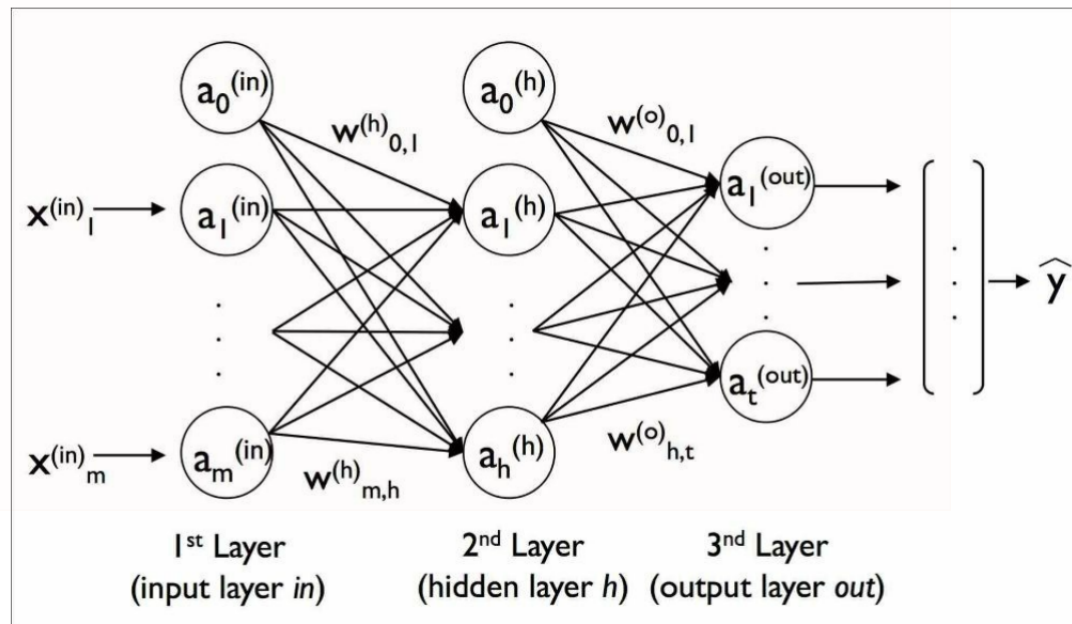 a₀⁽ⁱⁿ⁾ a₀⁽ʰ⁾
w⁽ʰ⁾₀,₁ w⁽ᵒ⁾₀,₁
x⁽ⁱⁿ⁾₁ a₁⁽ⁱⁿ⁾ a₁⁽ʰ⁾ a₁⁽ᵒᵘᵗ⁾
ŷ
x⁽ⁱⁿ⁾ₘ aₘ⁽ⁱⁿ⁾ aₕ⁽ʰ⁾ aₜ⁽ᵒᵘᵗ⁾
w⁽ʰ⁾ₘ,ₕ w⁽ᵒ⁾ₕ,ₜ
1ˢᵗ Layer
(input layer in)
2ⁿᵈ Layer
(hidden layer h)
3ⁿᵈ Layer
(output layer out)